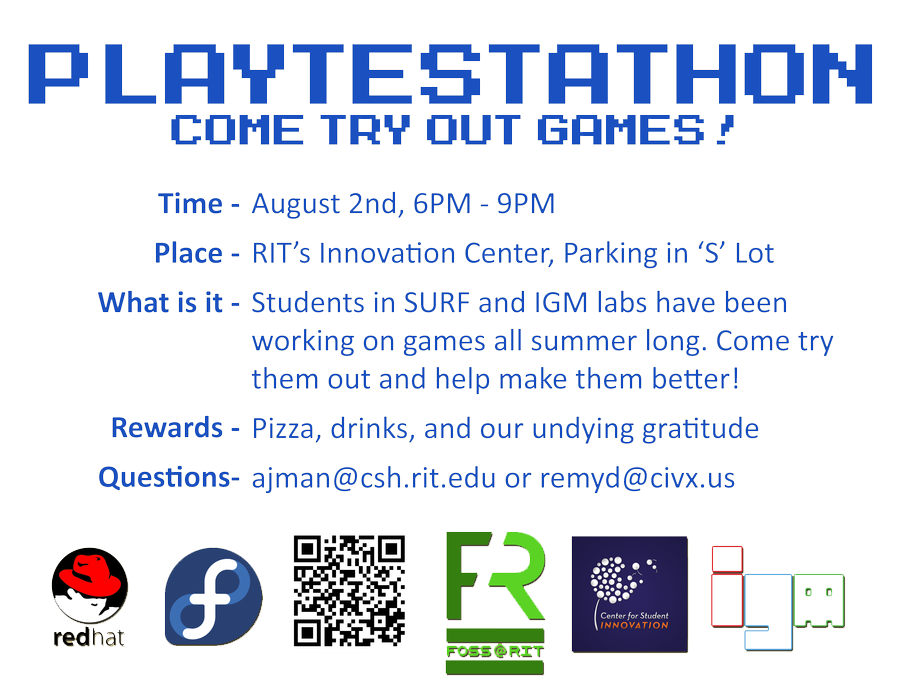 PLAYTESTATHON
COME TRY OUT GAMES!
Time - August 2nd, 6PM - 9PM
Place - RIT's Innovation Center, Parking in ‘S’ Lot
What is it - Students in SURF and IGM labs have been
working on games all summer long. Come try
them out and help make them better!
Rewards - Pizza, drinks, and our undying gratitude
Questions- ajman@csh.rit.edu or remyd@civx.us
redhat
f
FR
FOSS@RIT
Center for Student
INNOVATION
igm